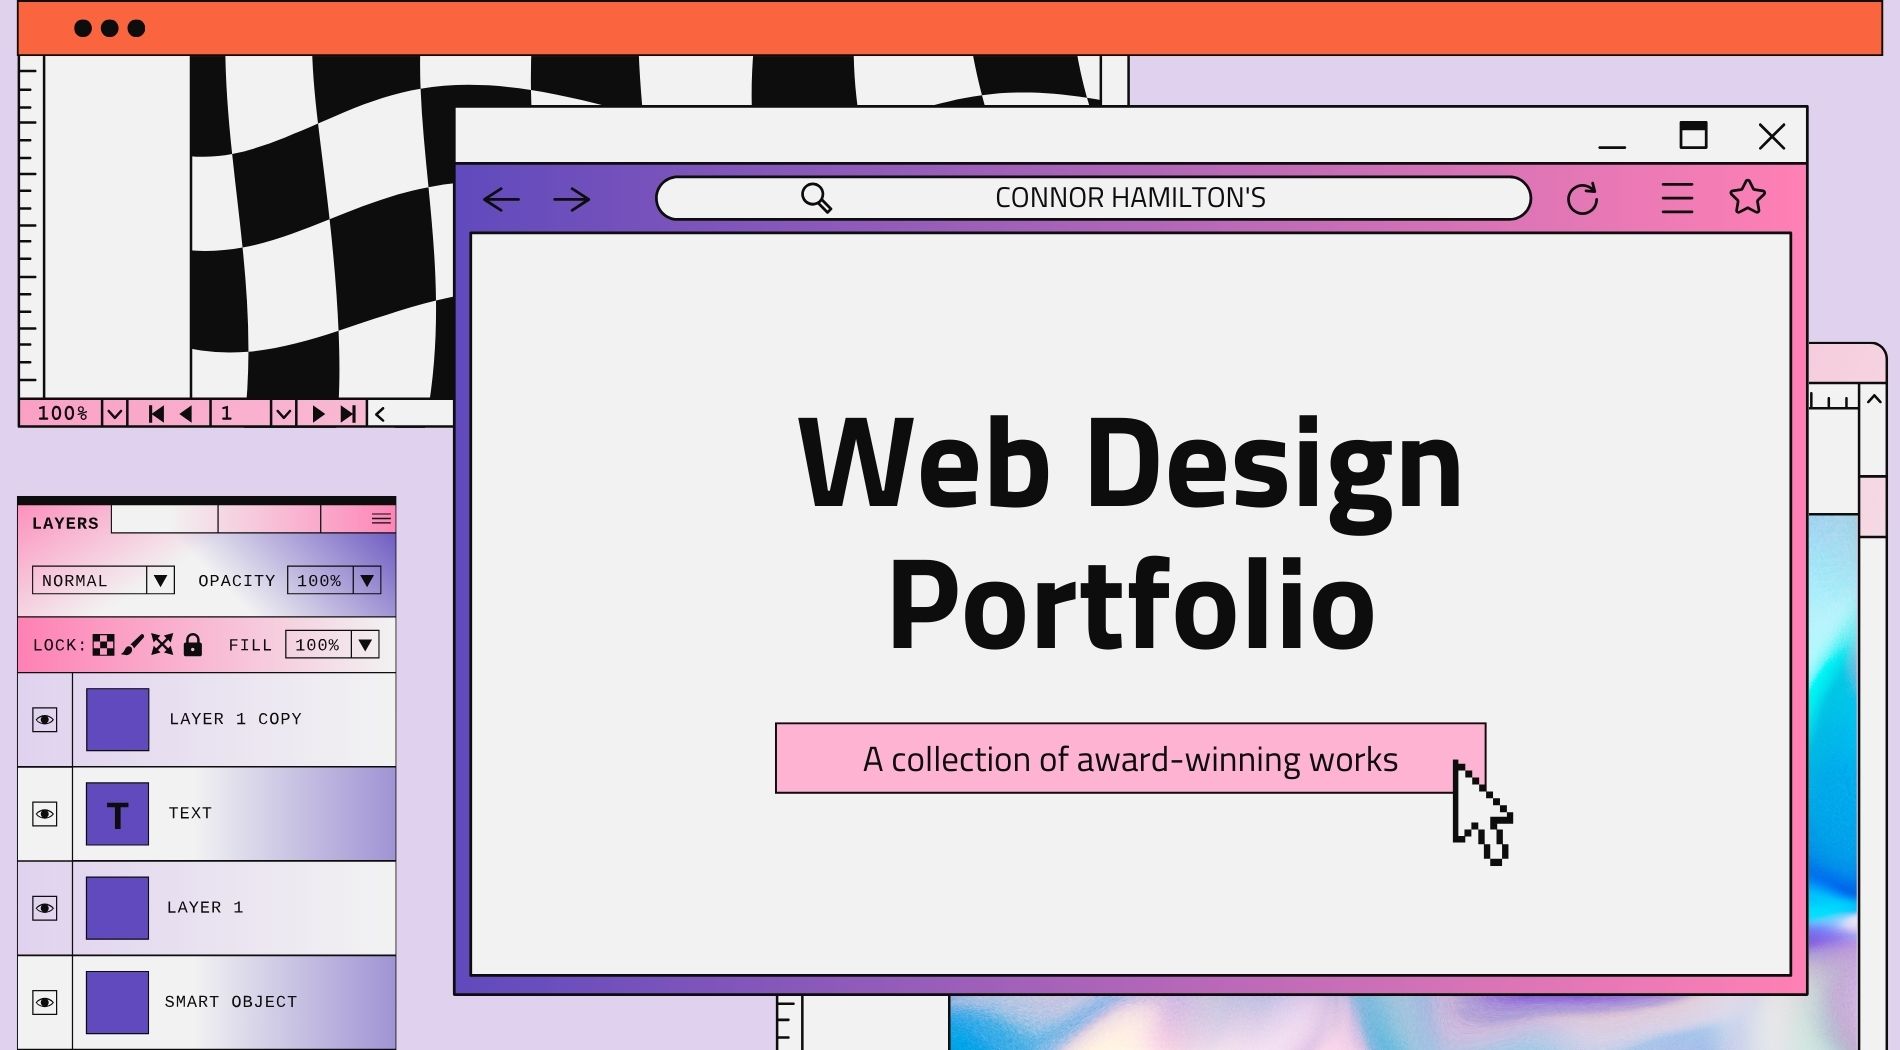 CONNOR HAMILTON'S
Web Design
Portfolio
A collection of award-winning works
100%
1
LAYERS
NORMAL OPACITY 100%
LOCK: FILL 100%
LAYER 1 COPY
T TEXT
LAYER 1
SMART OBJECT